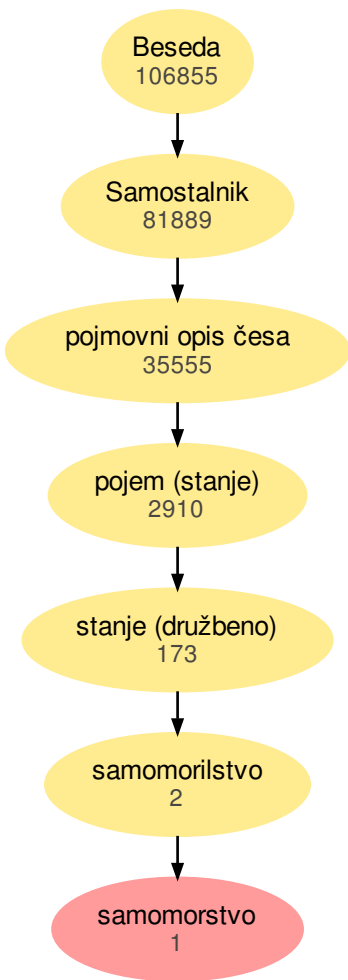 Beseda
106855
Samostalnik
81889
pojmovni opis česa
35555
pojem (stanje)
2910
stanje (družbeno)
173
samomorilstvo
2
samomorstvo
1